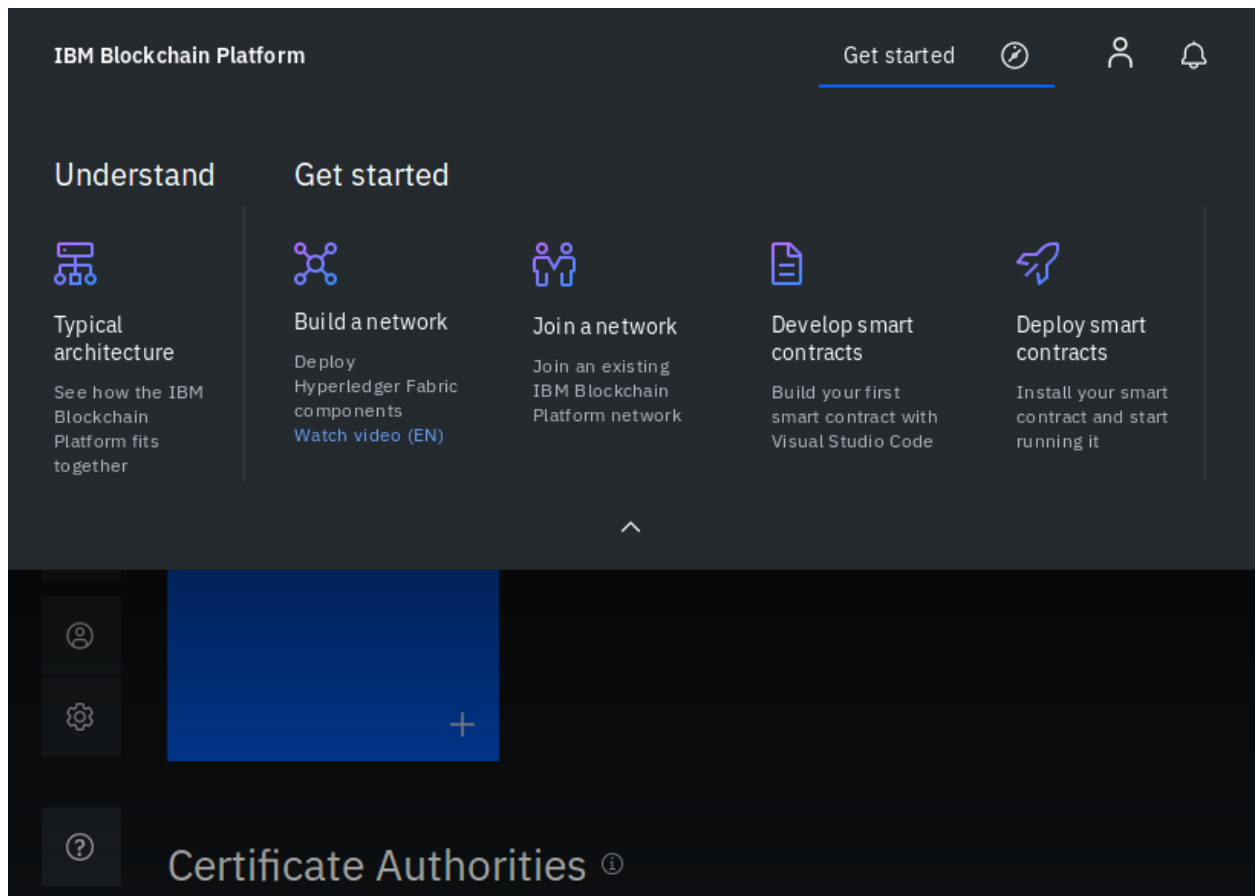 IBM Blockchain Platform
Get started
Understand
Get started
Typical
architecture
See how the IBM
Blockchain
Platform fits
together
Build a network
Deploy
Hyperledger Fabric
components
Watch video (EN)
Join a network
Join an existing
IBM Blockchain
Platform network
Develop smart
contracts
Build your first
smart contract with
Visual Studio Code
Deploy smart
contracts
Install your smart
contract and start
running it
Certificate Authorities